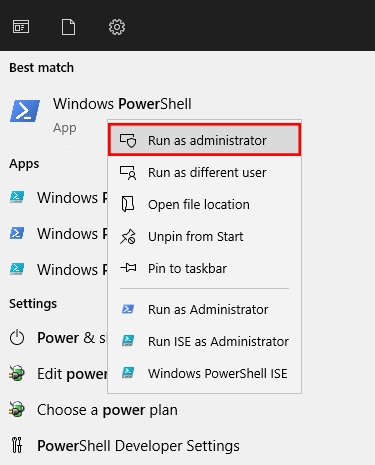 Best match
Windows PowerShell
App
Run as administrator
Run as different user
Open file location
Unpin from Start
Pin to taskbar
Run as Administrator
Run ISE as Administrator
Windows PowerShell ISE
Apps
Windows
Windows
Windows
Settings
Power &
Edit power
Choose a power plan
PowerShell Developer Settings